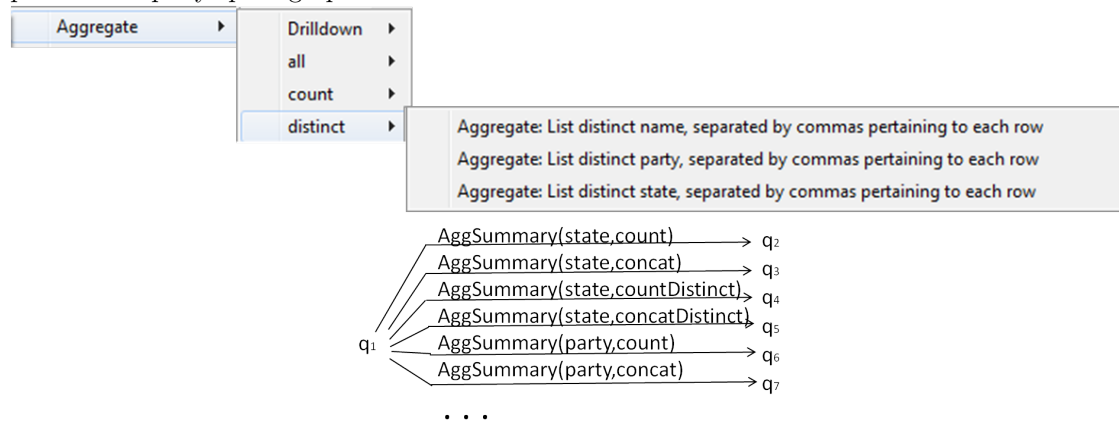 Aggregate
Drilldown
all
count
distinct
Aggregate: List distinct name, separated by commas pertaining to each row
Aggregate: List distinct party, separated by commas pertaining to each row
Aggregate: List distinct state, separated by commas pertaining to each row
AggSummary(state,count) q2
AggSummary(state,concat) q3
AggSummary(state,countDistinct) q4
AggSummary(state,concatDistinct) q5
q1
AggSummary(party,count) q6
AggSummary(party,concat) q7
. . .